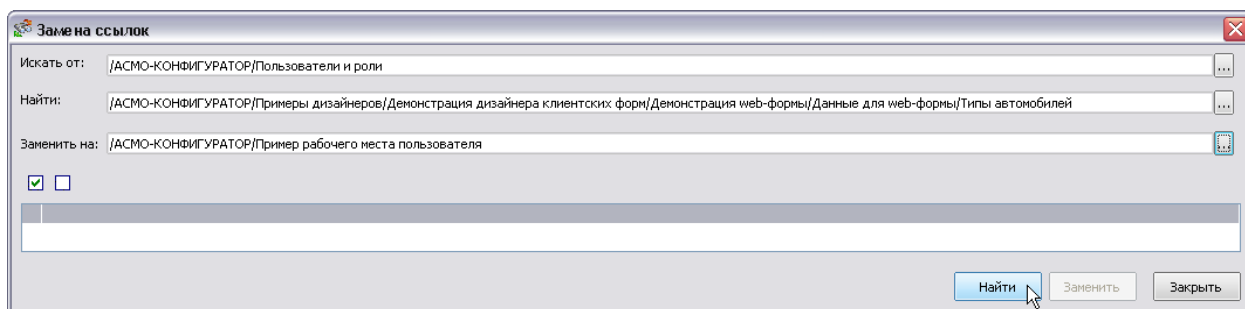 Замена ссылок
Искать от: /АСМО-КОНФИГУРАТОР/Пользователи и роли ...
Найти: /АСМО-КОНФИГУРАТОР/Примеры дизайнеров/Демонстрация дизайнера клиентских форм/Демонстрация web-формы/Данные для web-формы/Типы автомобилей ...
Заменить на: /АСМО-КОНФИГУРАТОР/Пример рабочего места пользователя ...
Найти Заменить Закрыть